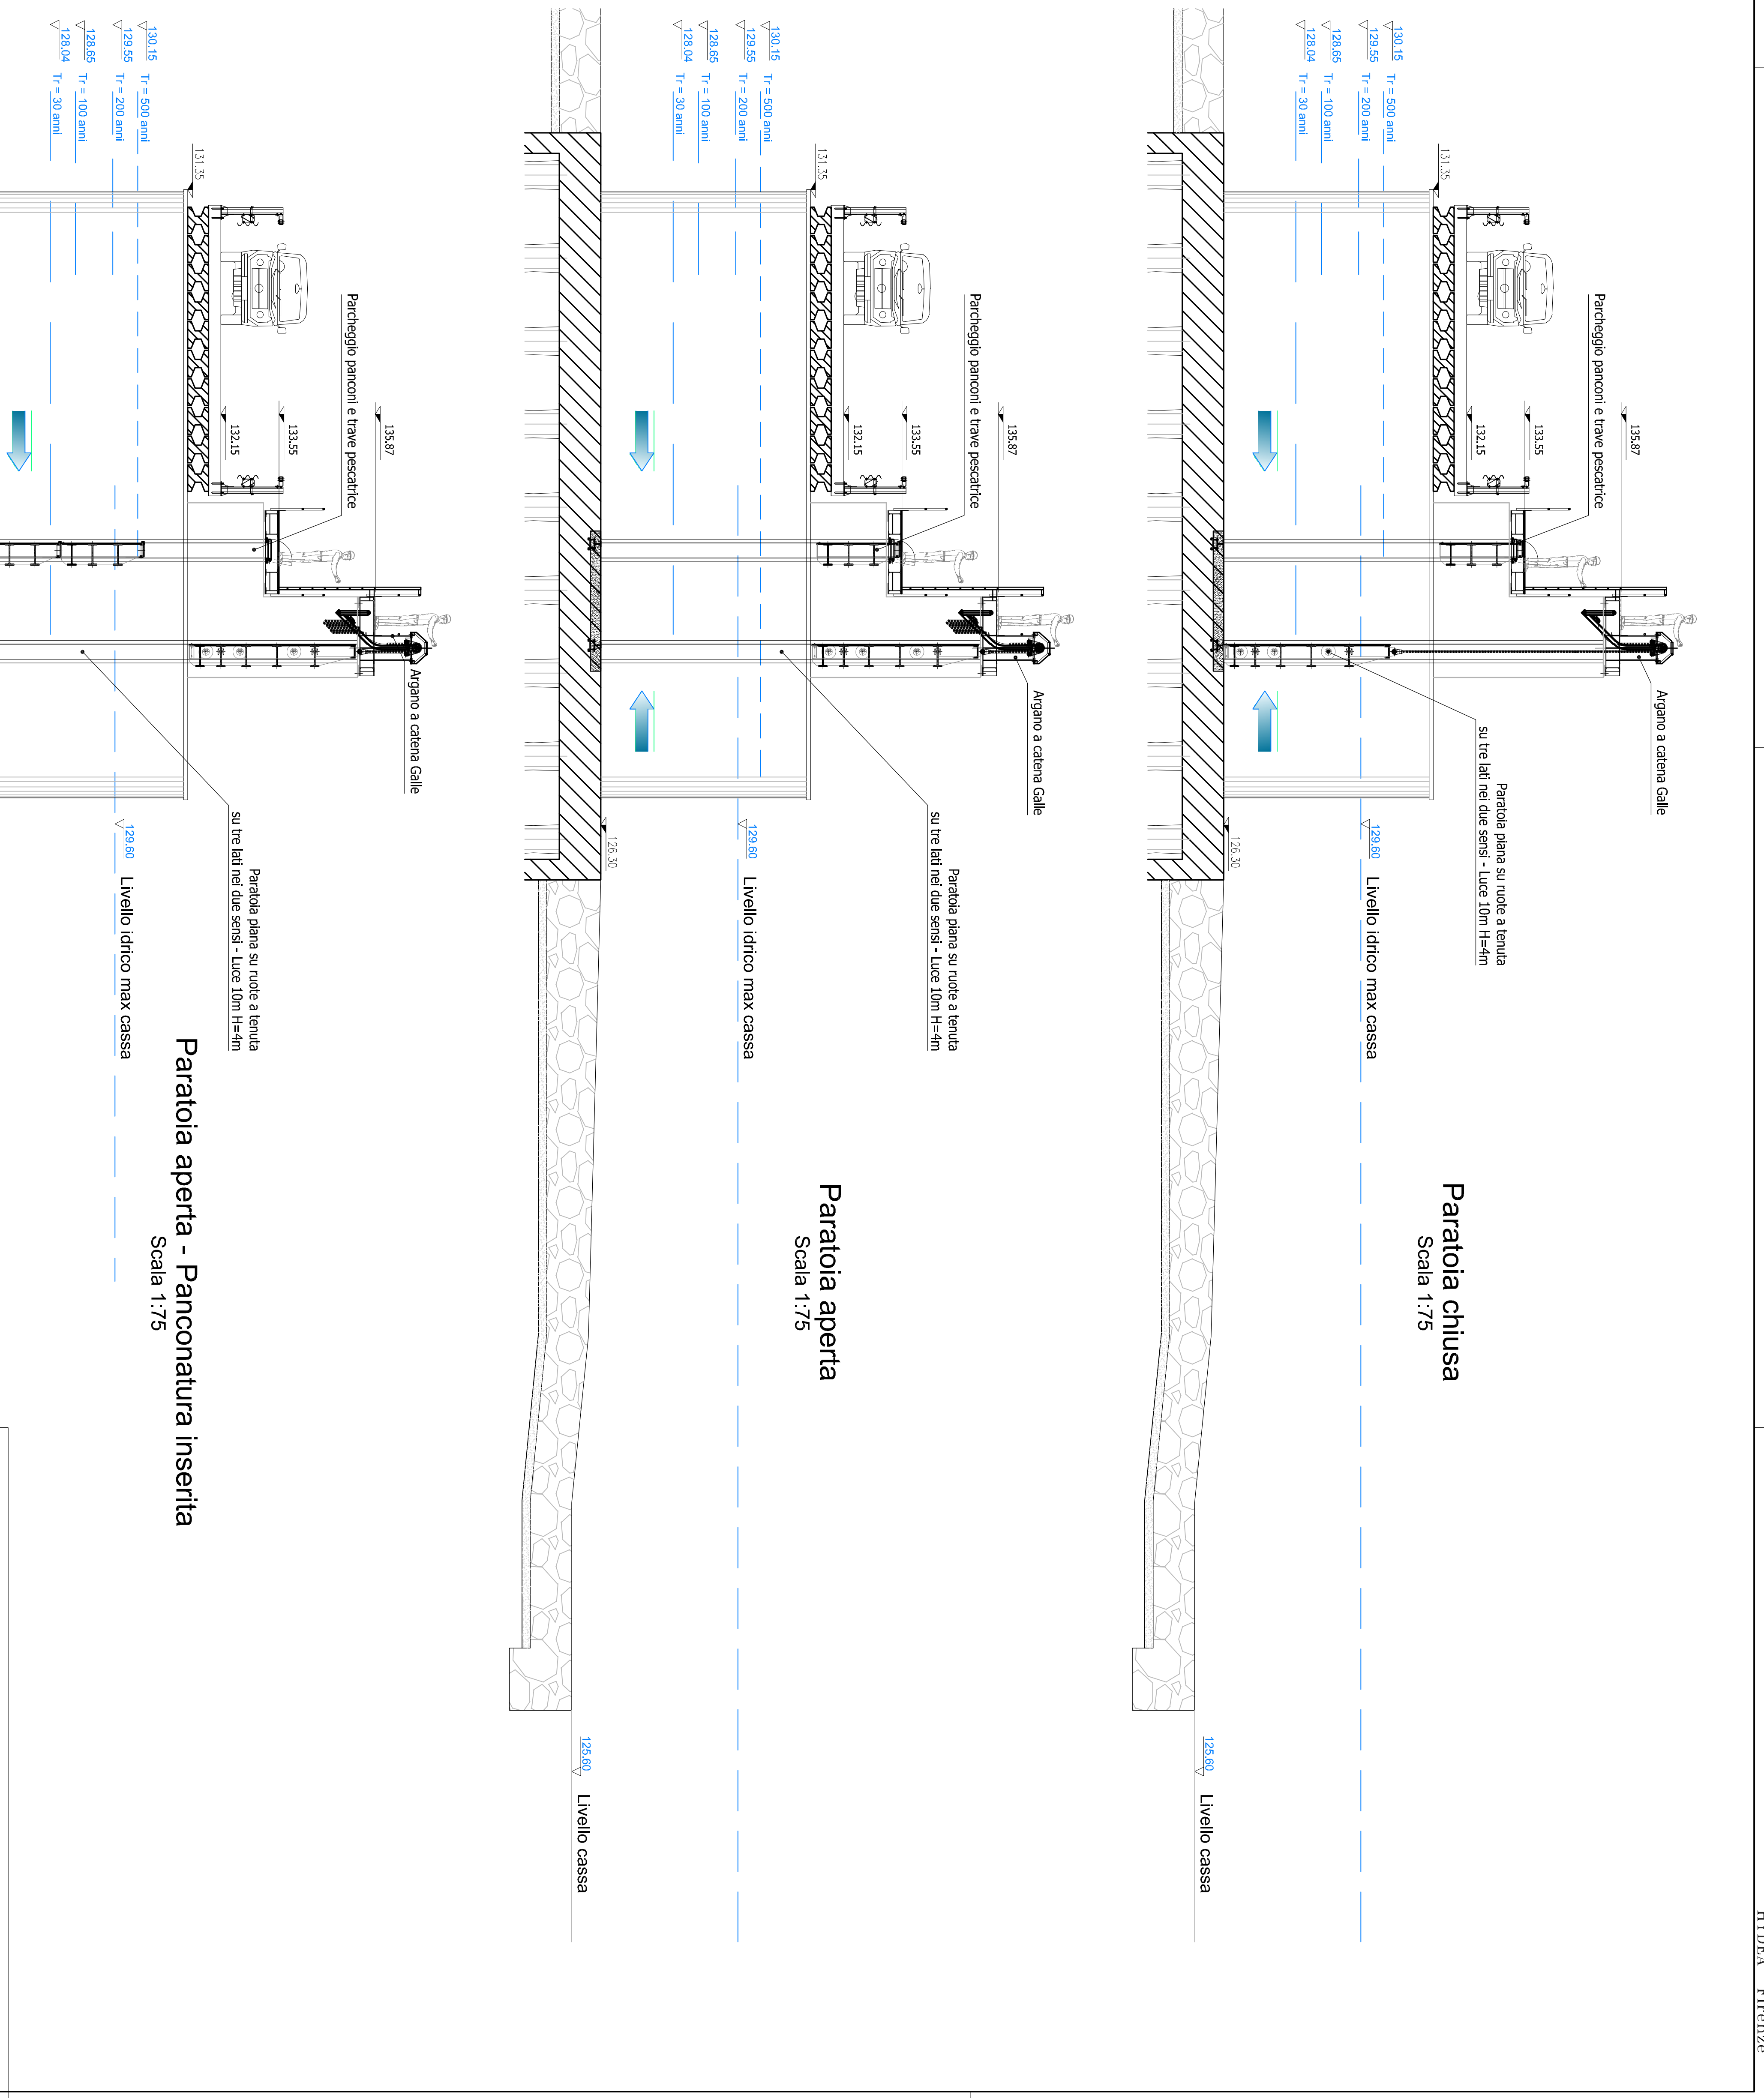 HYDEA Firenze
135.87
133.55
132.15
131.35
Parcheggio panconi e trave pescatrice
Argano a catena Galle
Paratoia piana su ruote a tenuta
su tre lati nei due sensi - Luce 10m H=4m
130.15 Tr = 500 anni
129.55 Tr = 200 anni
128.65 Tr = 100 anni
128.04 Tr = 30 anni
129.60 Livello idrico max cassa
126.30
125.60 Livello cassa
Paratoia chiusa
Scala 1:75
135.87
133.55
132.15
131.35
Parcheggio panconi e trave pescatrice
Argano a catena Galle
Paratoia piana su ruote a tenuta
su tre lati nei due sensi - Luce 10m H=4m
130.15 Tr = 500 anni
129.55 Tr = 200 anni
128.65 Tr = 100 anni
128.04 Tr = 30 anni
129.60 Livello idrico max cassa
126.30
125.60 Livello cassa
Paratoia aperta
Scala 1:75
135.87
133.55
132.15
131.35
Parcheggio panconi e trave pescatrice
Argano a catena Galle
Paratoia piana su ruote a tenuta
su tre lati nei due sensi - Luce 10m H=4m
130.15 Tr = 500 anni
129.55 Tr = 200 anni
128.65 Tr = 100 anni
128.04 Tr = 30 anni
129.60 Livello idrico max cassa
Paratoia aperta - Panconatura inserita
Scala 1:75